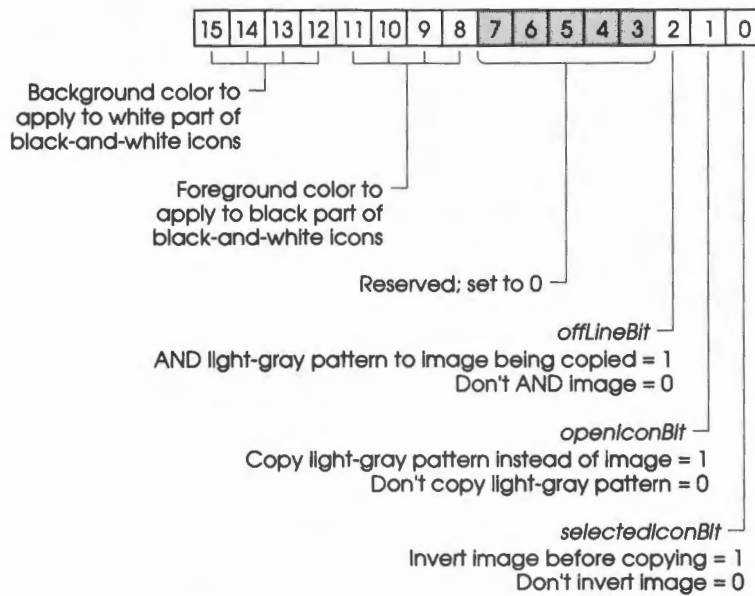 15 14 13 12 11 10 9 8 7 6 5 4 3 2 1 0
Background color to
apply to white part of
black-and-white icons
Foreground color to
apply to black part of
black-and-white icons
Reserved; set to 0
offLineBit
AND light-gray pattern to image being copied = 1
Don't AND image = 0
openIconBit
Copy light-gray pattern instead of image = 1
Don't copy light-gray pattern = 0
selectedIconBit
Invert image before copying = 1
Don't invert image = 0